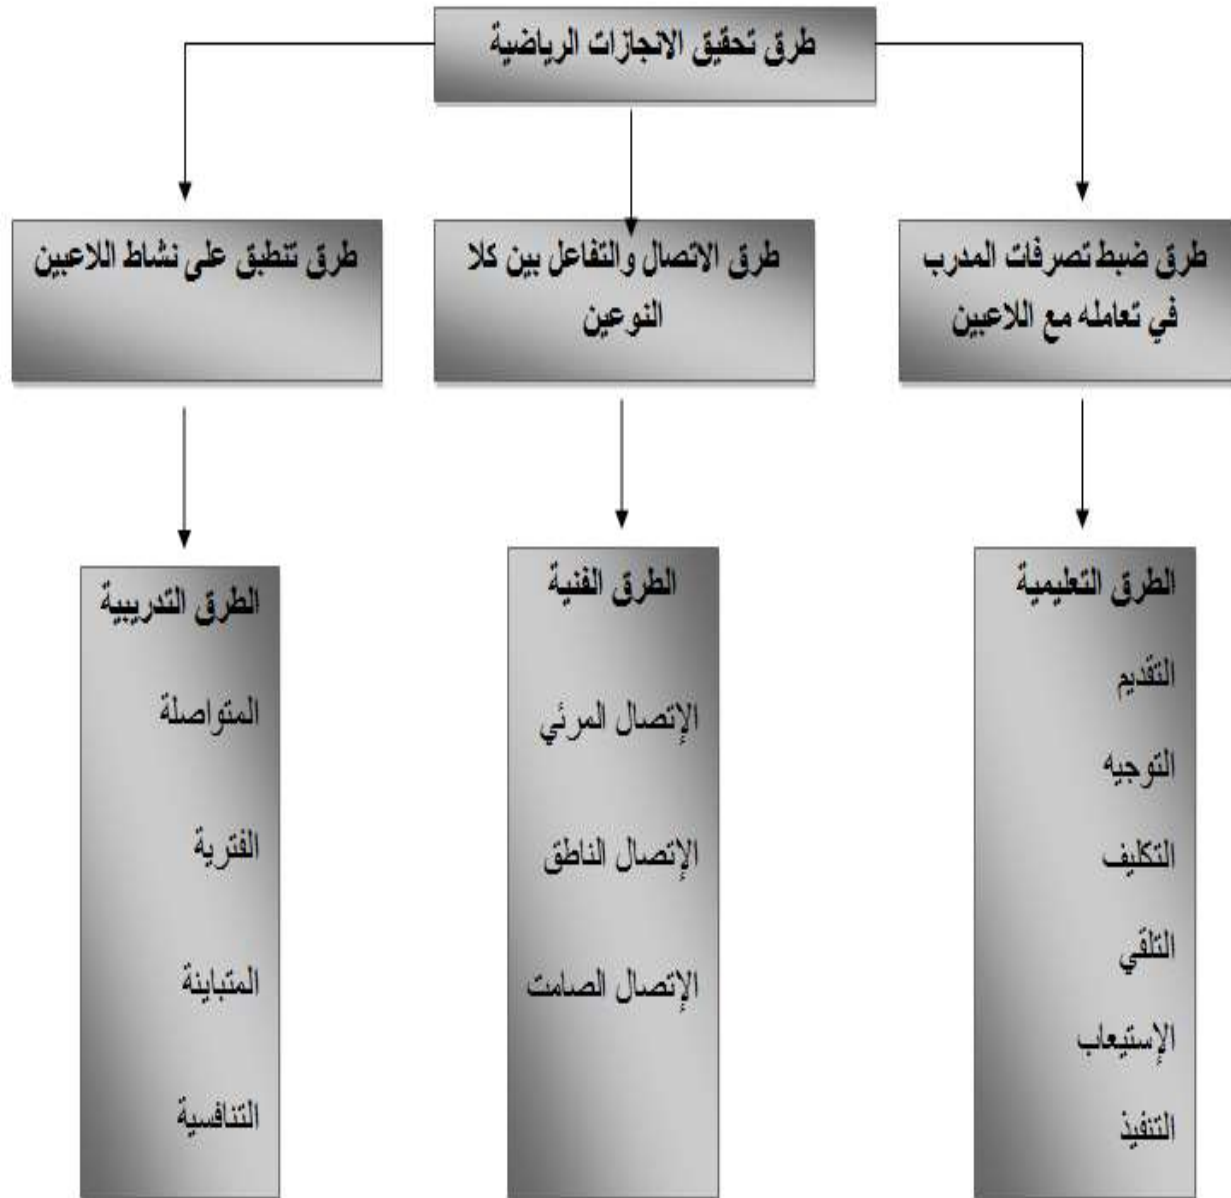 طرق تحقيق الانجازات الرياضية
طرق ضبط تصرفات المدرب
في تعامله مع اللاعبين
طرق الاتصال والتفاعل بين كلا
النوعين
طرق تنطبق على نشاط اللاعبين
الطرق التعليمية
التقديم
التوجيه
التكليف
التلقي
الإستيعاب
التنفيذ
الطرق الفنية
الإتصال المرئي
الإتصال الناطق
الإتصال الصامت
الطرق التدريبية
المتواصلة
الفترية
المتباينة
التنافسية